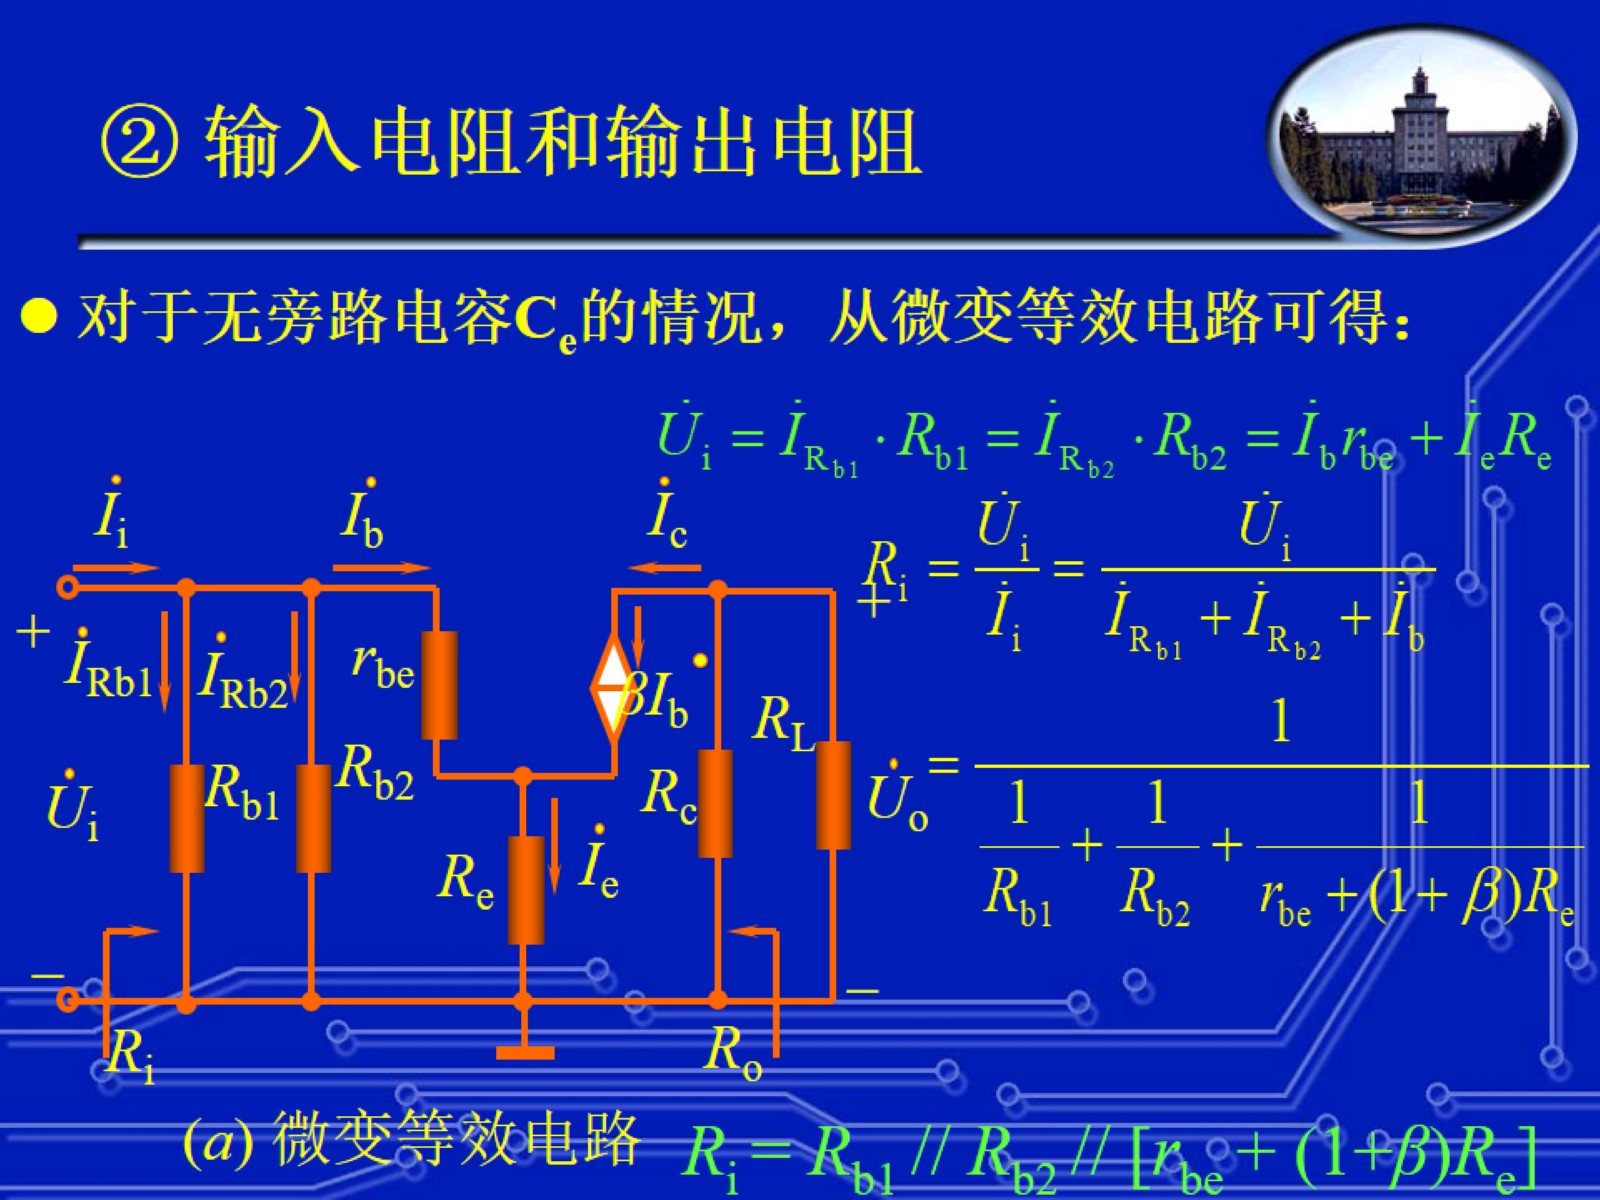 ② 输入电阻和输出电阻
● 对于无旁路电容Ce的情况，从微变等效电路可得：
U̇i = İRb1 · Rb1 = İRb2 · Rb2 = İb rbe + İe Re
Ri = U̇i / İi = U̇i / (İRb1 + İRb2 + İb)
= 1 / (1/Rb1 + 1/Rb2 + 1/(rbe + (1+β)Re))
İi
İb
İc
+
+
İRb1
İRb2
rbe
βİb
RL
U̇i
Rb1
Rb2
Rc
U̇o
Re
İe
−
−
Ri
Ro
(a) 微变等效电路
Ri = Rb1 // Rb2 // [rbe + (1+β)Re]